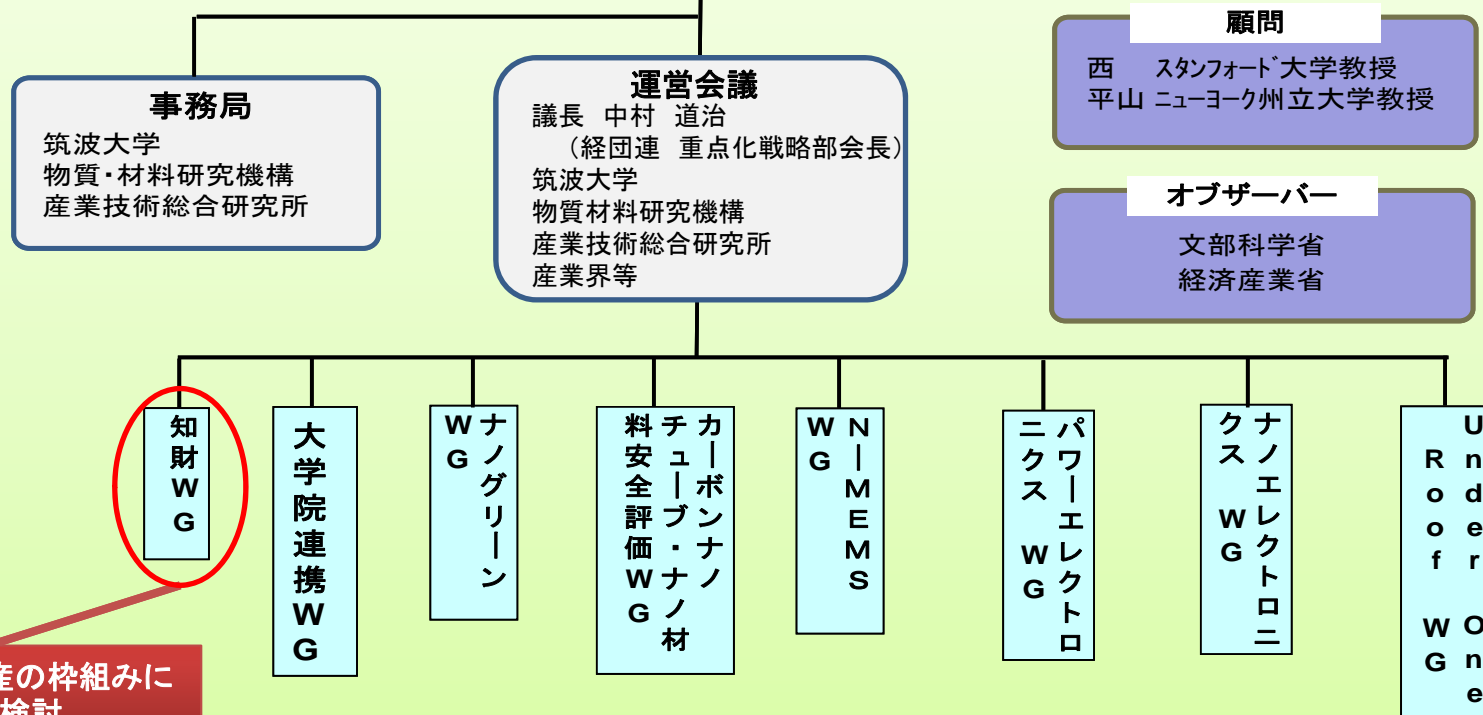 顧問
西 スタンフォード大学教授
平山 ニューヨーク州立大学教授
事務局
筑波大学
物質・材料研究機構
産業技術総合研究所
運営会議
議長 中村 道治
（経団連 重点化戦略部会長）
筑波大学
物質材料研究機構
産業技術総合研究所
産業界等
オブザーバー
文部科学省
経済産業省
知財WG
大学院連携WG
ナノグリーン
WG
カーボンナノ
チューブ・ナノ材
料安全評価WG
N－MEMS
WG
パワーエレクトロ
ニクス WG
ナノエレクトロニ
クス WG
Under One
Roof WG
産の枠組みに
検討